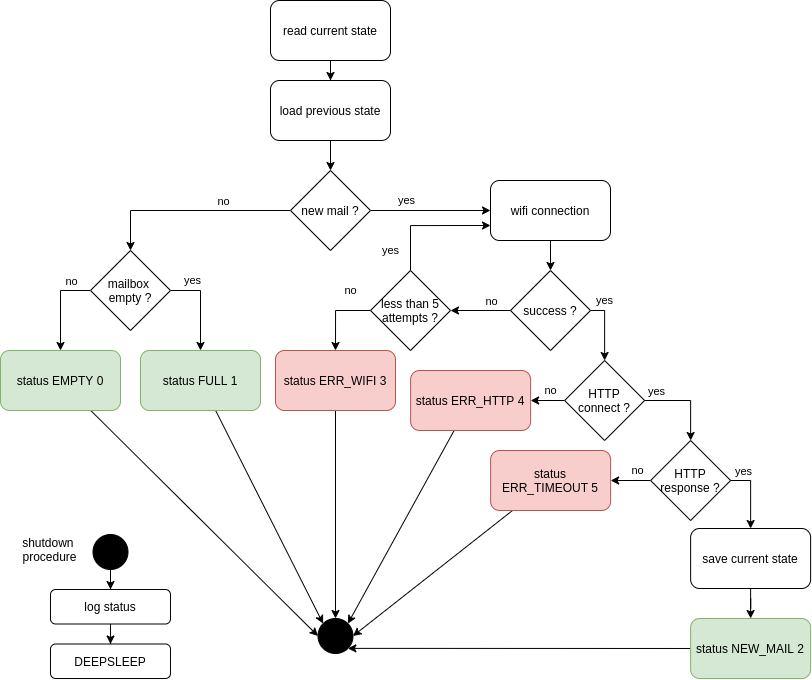 read current state
load previous state
new mail ?
no
yes
wifi connection
mailbox
empty ?
no
yes
yes
less than 5
attempts ?
no
no
success ?
yes
status EMPTY 0
status FULL 1
status ERR_WIFI 3
status ERR_HTTP 4
no
HTTP
connect ?
yes
status
ERR_TIMEOUT 5
no
HTTP
response ?
yes
save current state
status NEW_MAIL 2
shutdown
procedure
log status
DEEPSLEEP